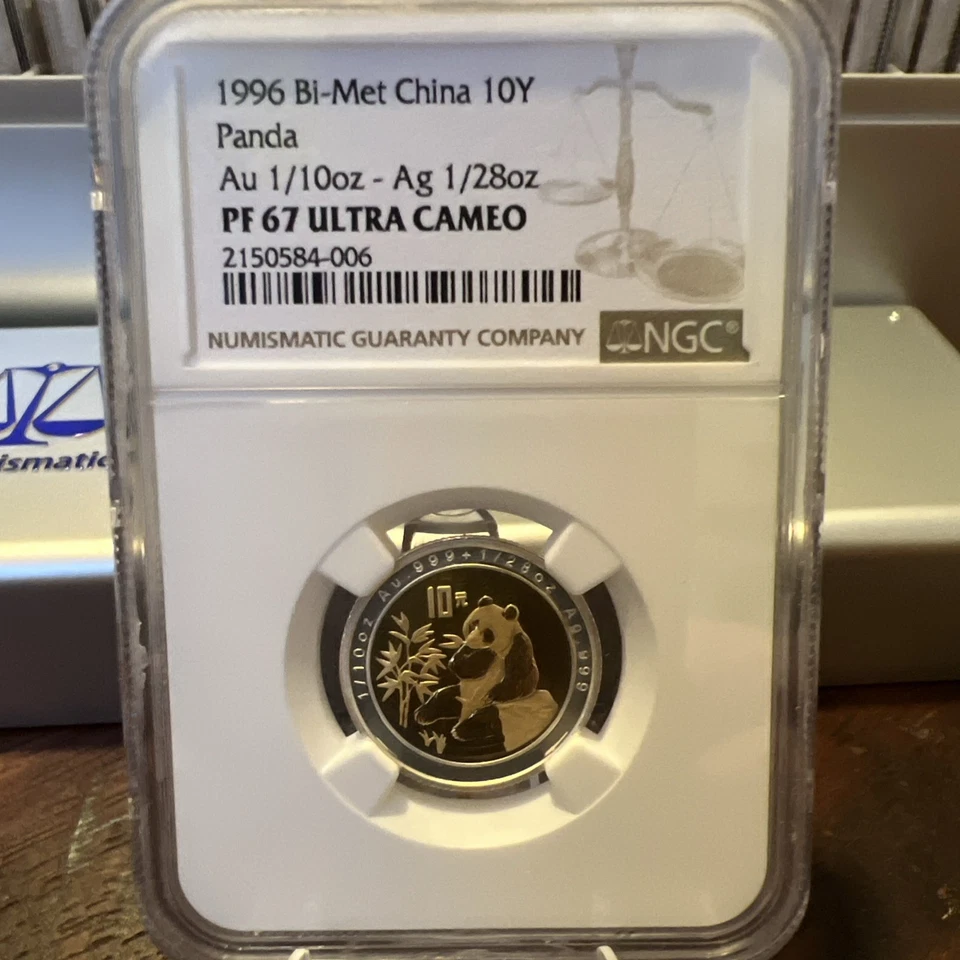 1996 Bi-Met China 10Y
Panda
Au 1/10oz - Ag 1/28oz
PF 67 ULTRA CAMEO
2150584-006
NUMISMATIC GUARANTY COMPANY
NGC®
ismatic
1/10oz Au.999+1/28oz Ag.999
10元